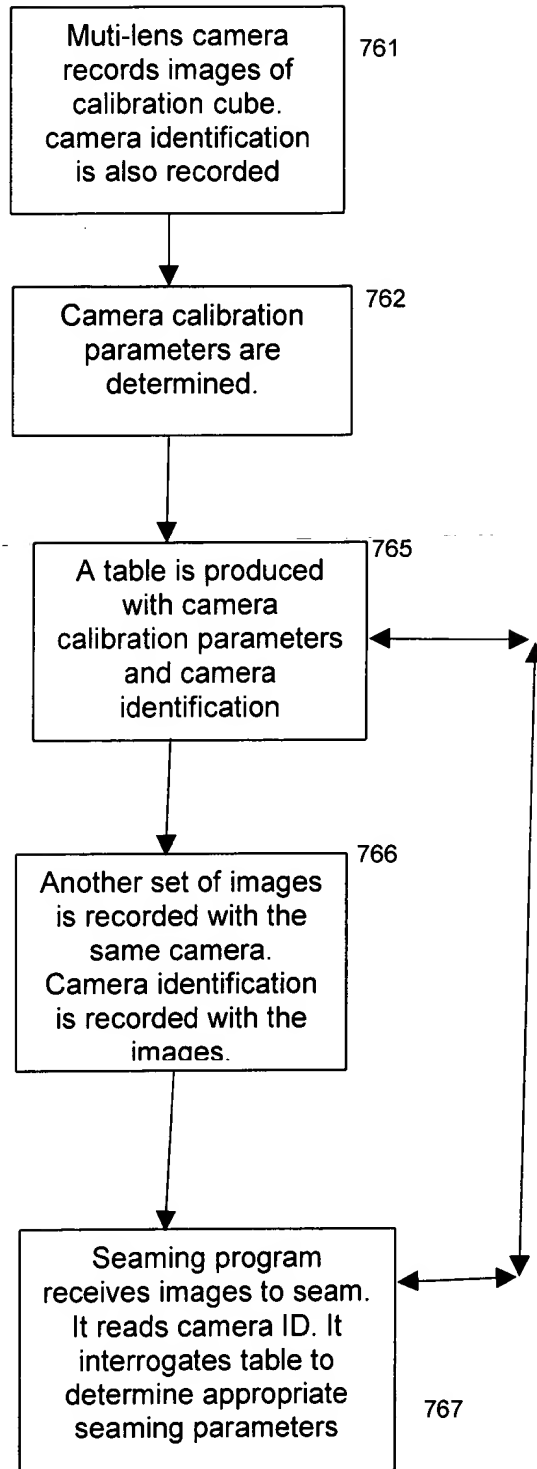 Muti-lens camera
records images of
calibration cube.
camera identification
is also recorded
761
Camera calibration
parameters are
determined.
762
A table is produced
with camera
calibration parameters
and camera
identification
765
Another set of images
is recorded with the
same camera.
Camera identification
is recorded with the
images.
766
Seaming program
receives images to seam.
It reads camera ID. It
interrogates table to
determine appropriate
seaming parameters
767